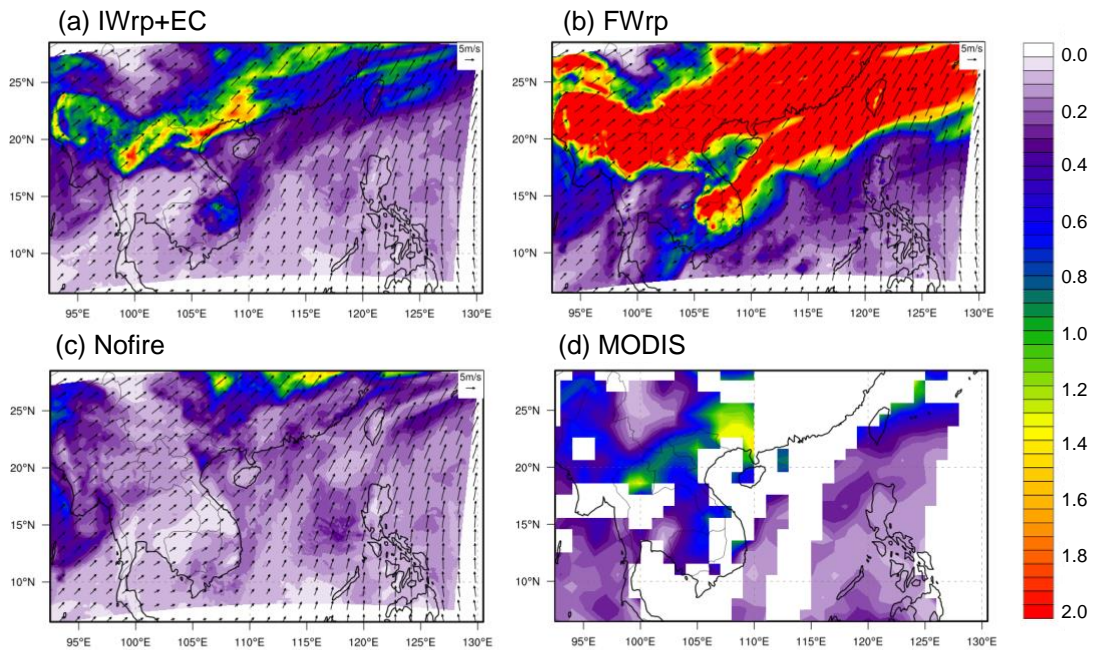 (a) IWrp+EC
(b) FWrp
25°N
20°N
15°N
10°N
5m/s
95°E 100°E 105°E 110°E 115°E 120°E 125°E 130°E
25°N
20°N
15°N
10°N
5m/s
95°E 100°E 105°E 110°E 115°E 120°E 125°E 130°E
(c) Nofire
(d) MODIS
25°N
20°N
15°N
10°N
5m/s
95°E 100°E 105°E 110°E 115°E 120°E 125°E 130°E
25°N
20°N
15°N
10°N
95°E 100°E 105°E 110°E 115°E 120°E 125°E 130°E
0.0
0.2
0.4
0.6
0.8
1.0
1.2
1.4
1.6
1.8
2.0